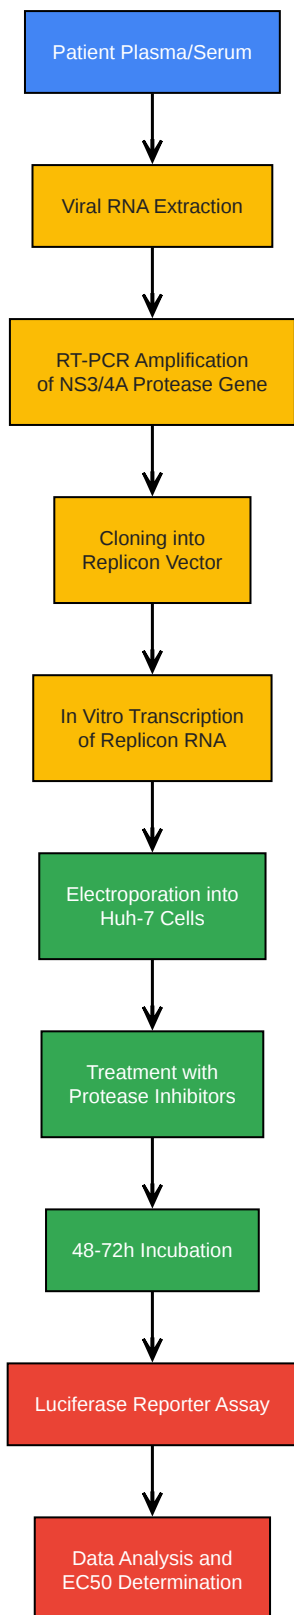 Patient Plasma/Serum
Viral RNA Extraction
RT-PCR Amplification
of NS3/4A Protease Gene
Cloning into
Replicon Vector
In Vitro Transcription
of Replicon RNA
Electroporation into
Huh-7 Cells
Treatment with
Protease Inhibitors
48-72h Incubation
Luciferase Reporter Assay
Data Analysis and
EC50 Determination